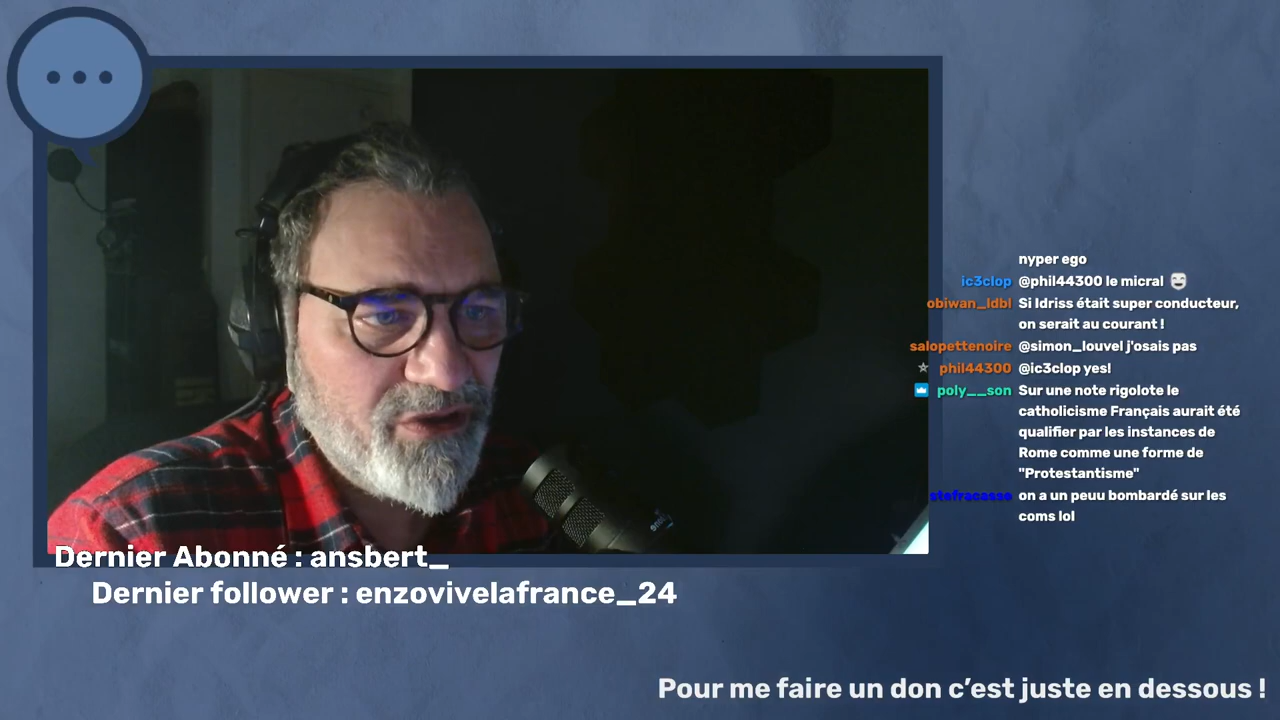 nyper ego
ic3clop @phil44300 le micral
obiwan_ldbl Si Idriss était super conducteur,
on serait au courant !
salopettenoire @simon_louvel j'osais pas
phil44300 @ic3clop yes!
poly__son Sur une note rigolote le
catholicisme Français aurait été
qualifier par les instances de
Rome comme une forme de
"Protestantisme"
stefracasse on a un peuu bombardé sur les
coms lol
Dernier Abonné : ansbert_
Dernier follower : enzovivelafrance_24
Pour me faire un don c’est juste en dessous !